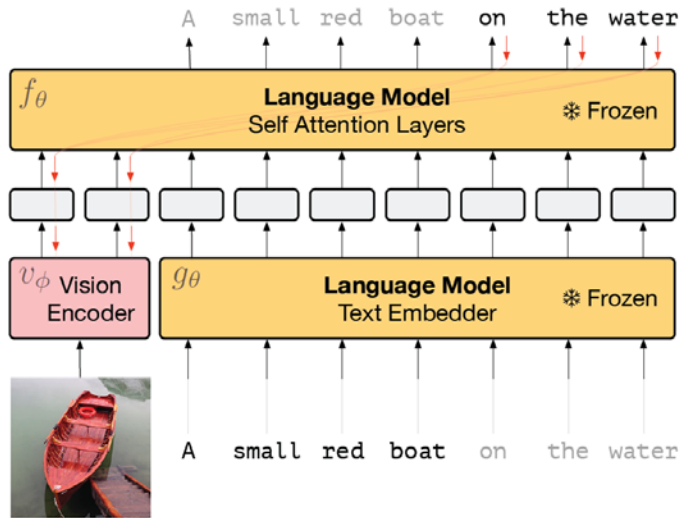 A small red boat on the water
fθ
Language Model
Self Attention Layers
❄ Frozen
vϕ Vision
Encoder
gθ
Language Model
Text Embedder
❄ Frozen
A small red boat on the water